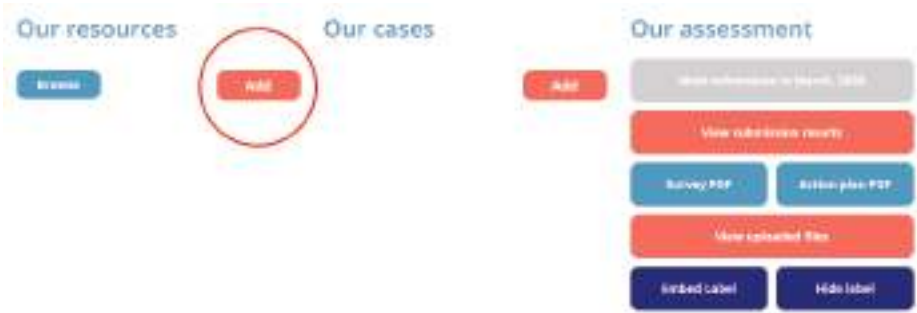 Our resources
Our cases
Our assessment
Browse
Add
Add
View submission results
Survey PDF
Action plan PDF
View uploaded files
Embed Label
Hide label